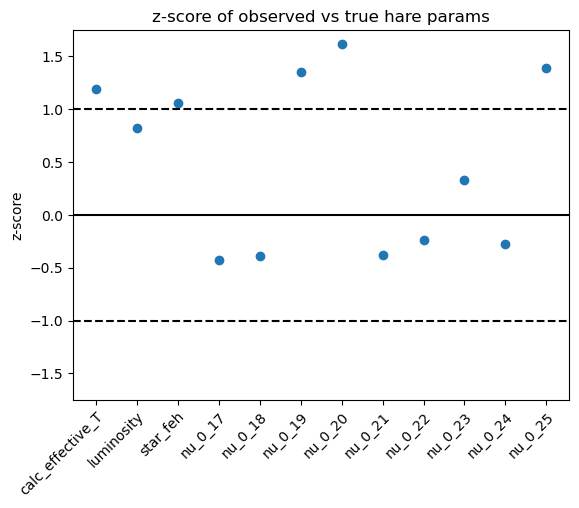 z-score of observed vs true hare params
1.5
1.0
0.5
0.0
−0.5
−1.0
−1.5
z-score
calc_effective_T
luminosity
star_feh
nu_0_17
nu_0_18
nu_0_19
nu_0_20
nu_0_21
nu_0_22
nu_0_23
nu_0_24
nu_0_25